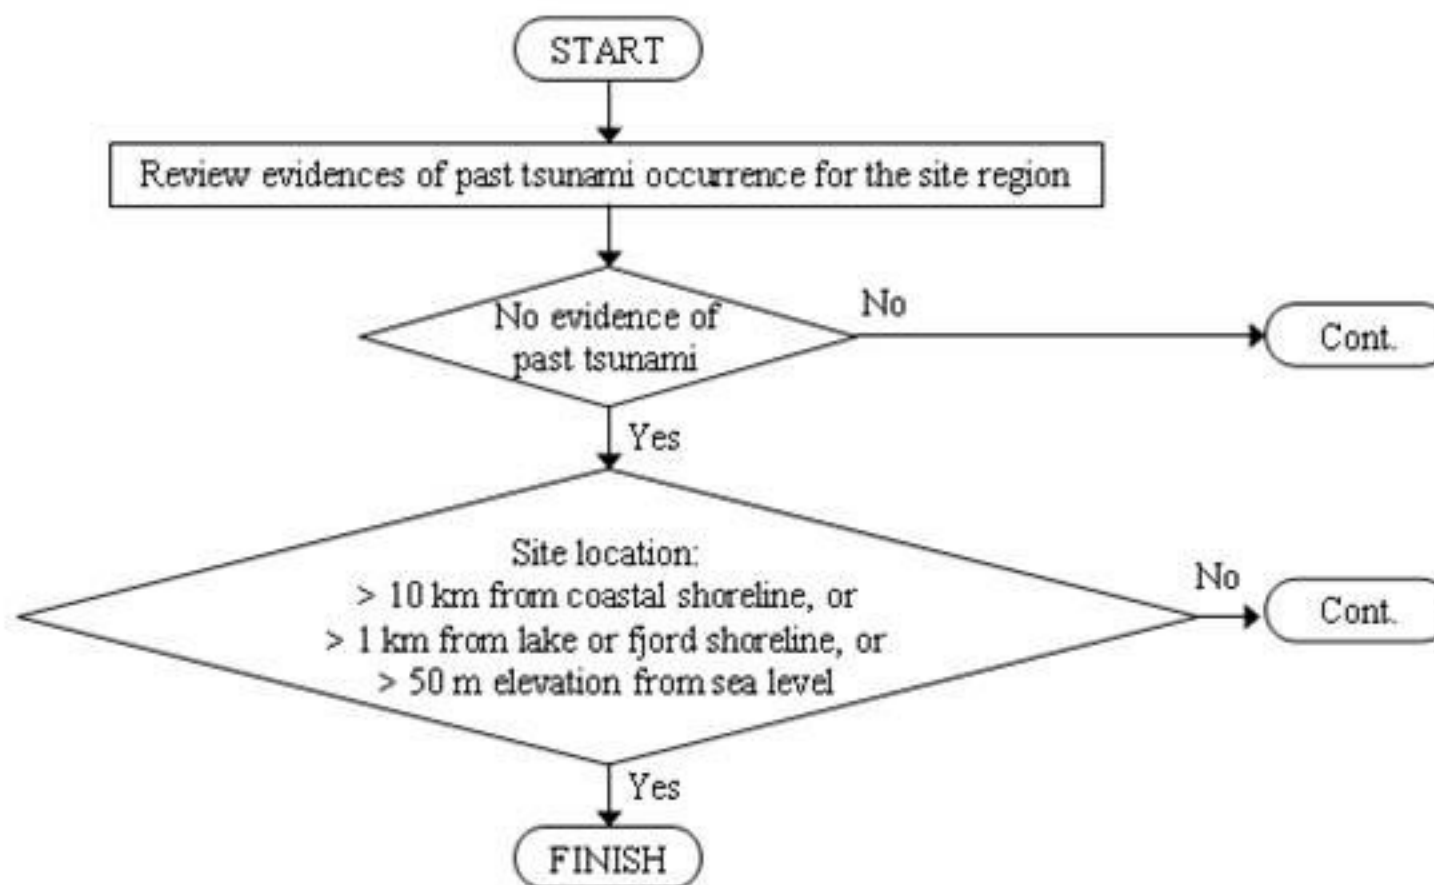 START
Review evidences of past tsunami occurrence for the site region
No evidence of
past tsunami
No
Cont.
Yes
Site location:
> 10 km from coastal shoreline, or
> 1 km from lake or fjord shoreline, or
> 50 m elevation from sea level
No
Cont.
Yes
FINISH